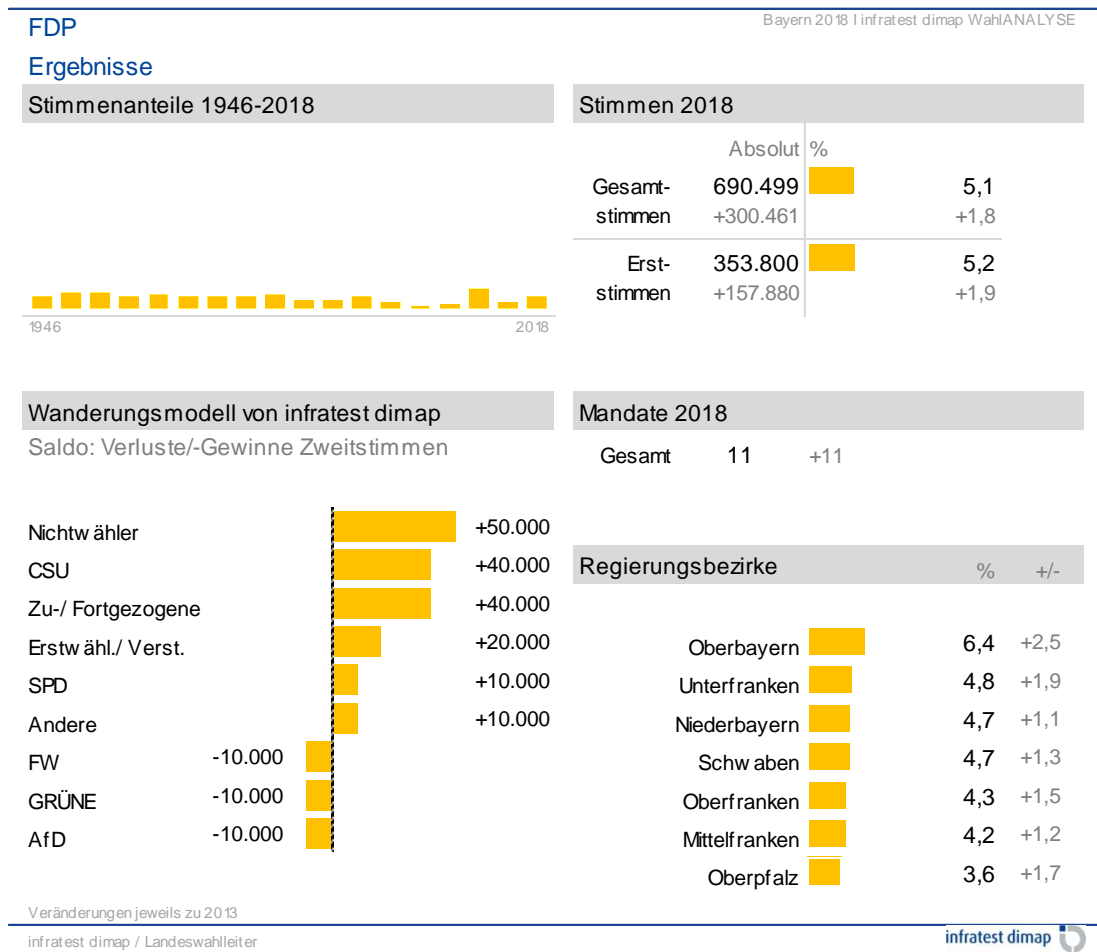 FDP
Bayern 2018 I infratest dimap WahlANALYSE
Ergebnisse
Stimmenanteile 1946-2018
1946
2018
Stimmen 2018
Absolut %
Gesamt-
stimmen
690.499 5,1
+300.461 +1,8
Erst-
stimmen
353.800 5,2
+157.880 +1,9
Wanderungsmodell von infratest dimap
Saldo: Verluste/-Gewinne Zweitstimmen
Nichtwähler +50.000
CSU +40.000
Zu-/ Fortgezogene +40.000
Erstwähl./ Verst. +20.000
SPD +10.000
Andere +10.000
FW -10.000
GRÜNE -10.000
AfD -10.000
Mandate 2018
Gesamt 11 +11
Regierungsbezirke % +/-
Oberbayern 6,4 +2,5
Unterfranken 4,8 +1,9
Niederbayern 4,7 +1,1
Schwaben 4,7 +1,3
Oberfranken 4,3 +1,5
Mittelfranken 4,2 +1,2
Oberpfalz 3,6 +1,7
Veränderungen jeweils zu 2013
infratest dimap / Landeswahlleiter
infratest dimap